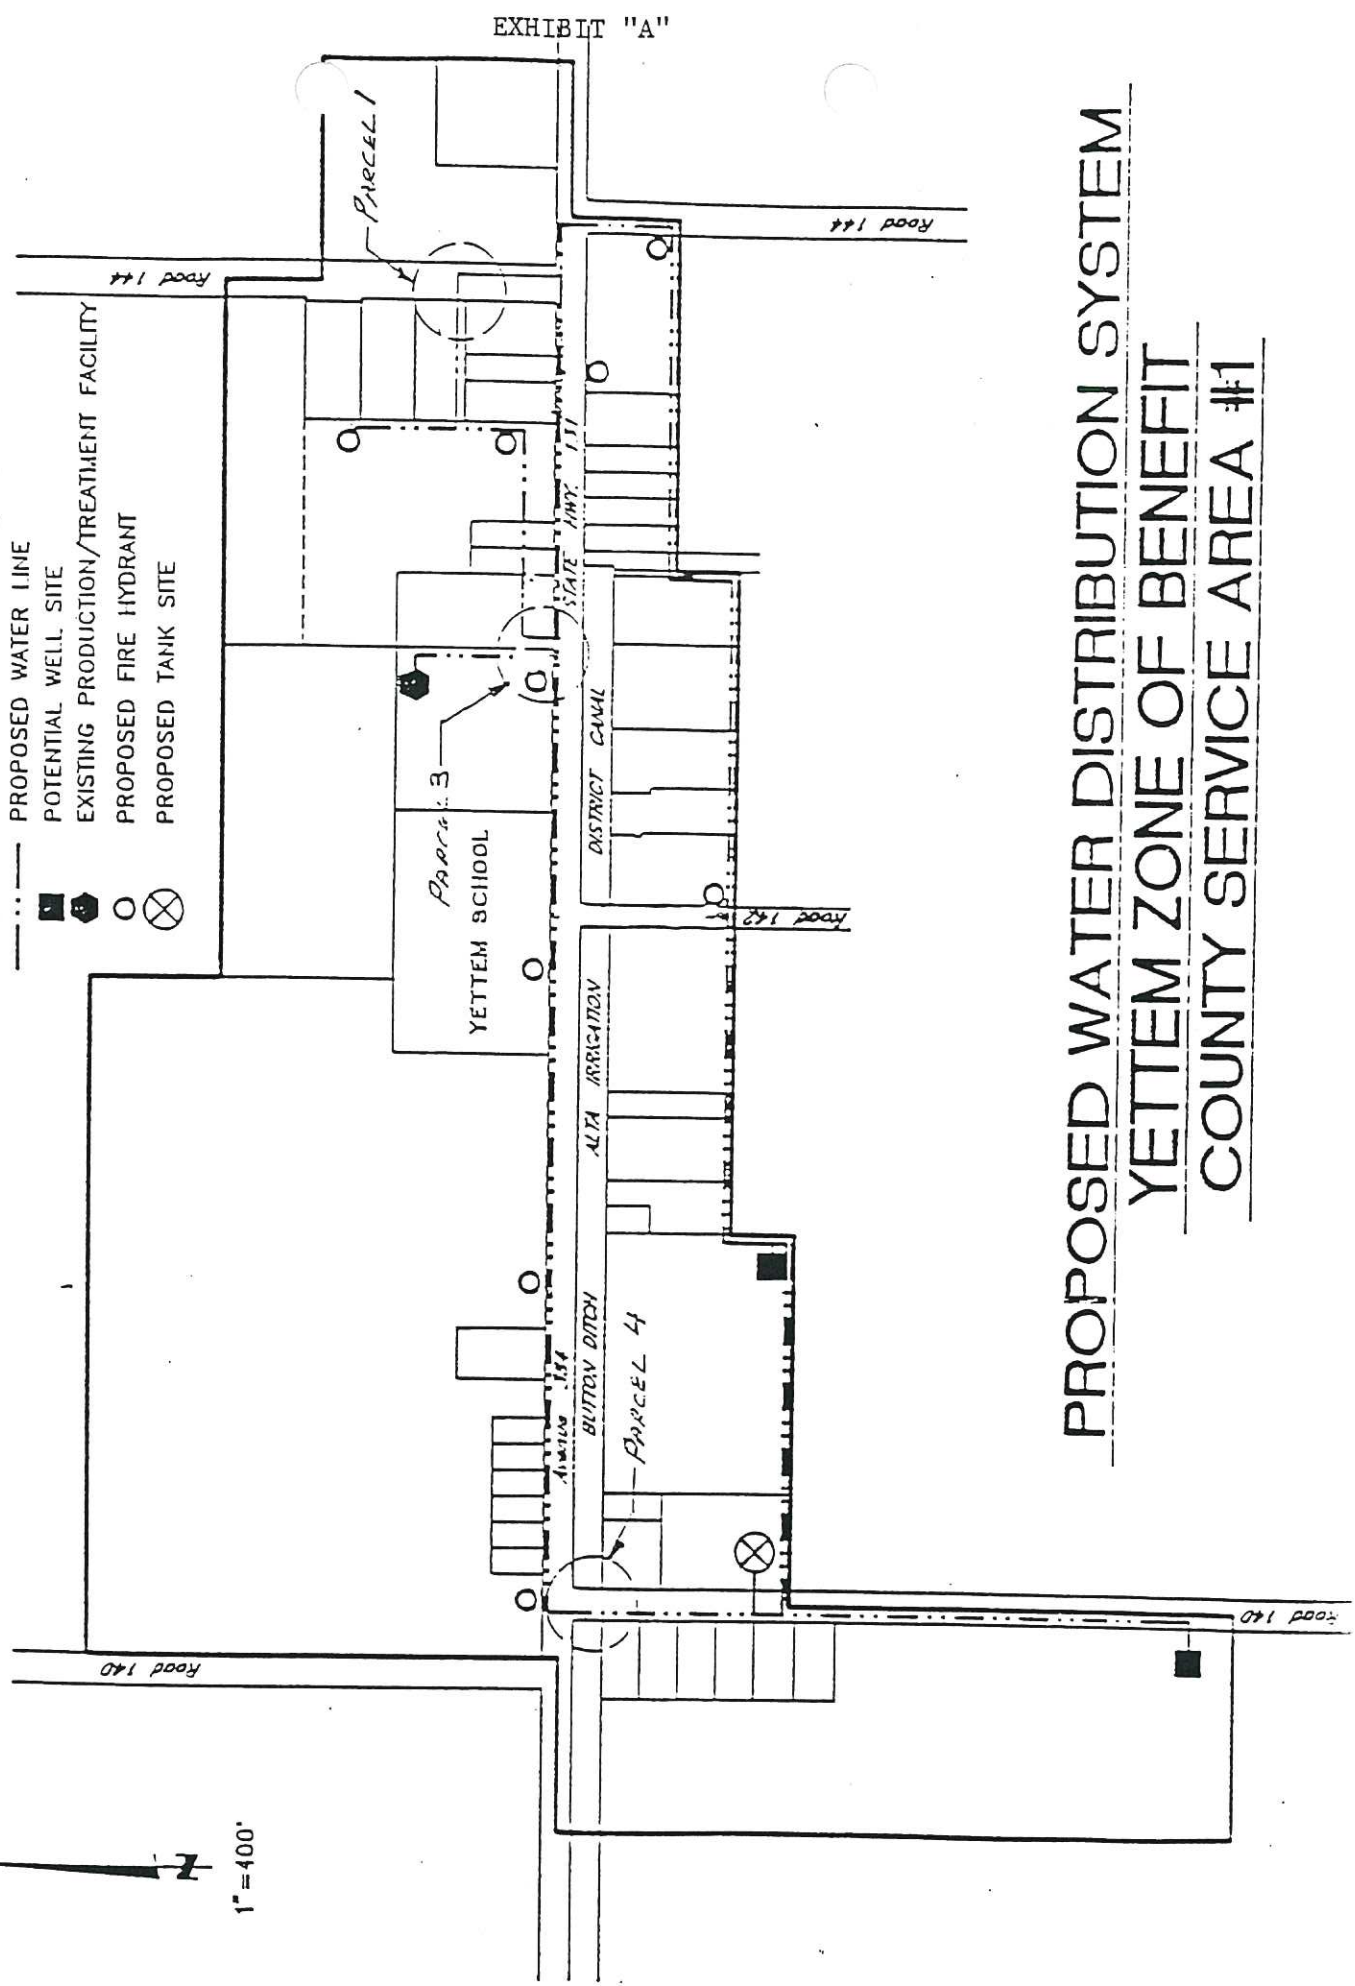 EXHIBIT "A"
PROPOSED WATER LINE
POTENTIAL WELL SITE
EXISTING PRODUCTION/TREATMENT FACILITY
PROPOSED FIRE HYDRANT
PROPOSED TANK SITE
N
1"=400'
Road 140
Road 144
PARCEL 1
PARCEL 3
YETTEM SCHOOL
STATE HWY.
BUTTON DITCH
ALTA IRRIGATION
DISTRICT CANAL
PARCEL 4
Road 140
Road 142
Road 144
PROPOSED WATER DISTRIBUTION SYSTEM
YETTEM ZONE OF BENEFIT
COUNTY SERVICE AREA #1